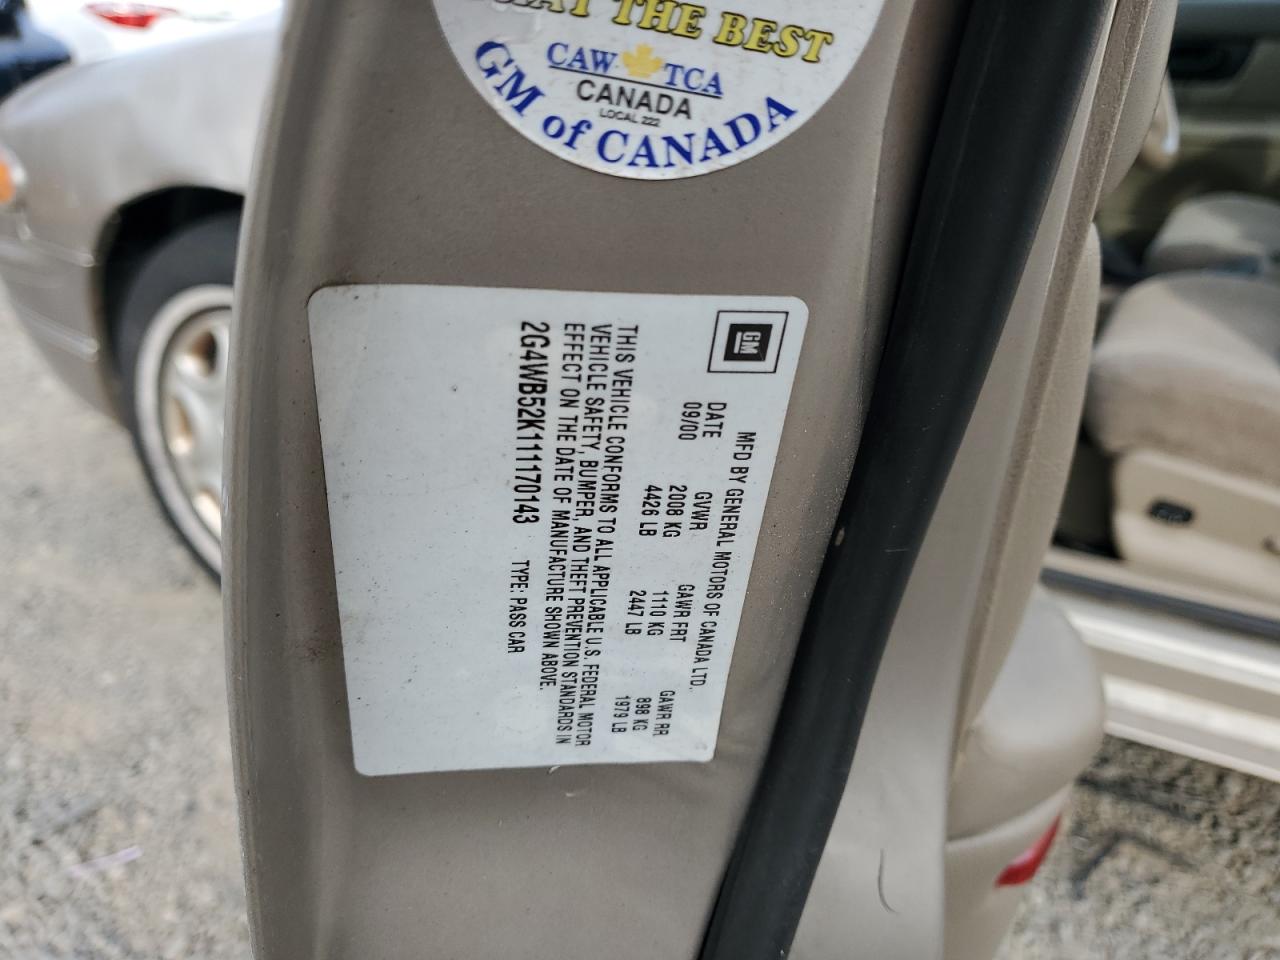 THE BEST
CAW TCA
CANADA
LOCAL 222
GM of CANADA
GM
MFD BY GENERAL MOTORS OF CANADA LTD.
DATE GVWR GAWR FRT GAWR RR
09/00 2008 KG 1110 KG 898 KG
4426 LB 2447 LB 1979 LB
THIS VEHICLE CONFORMS TO ALL APPLICABLE U.S. FEDERAL MOTOR
VEHICLE SAFETY, BUMPER, AND THEFT PREVENTION STANDARDS IN
EFFECT ON THE DATE OF MANUFACTURE SHOWN ABOVE.
2G4WB52K111170143 TYPE: PASS CAR